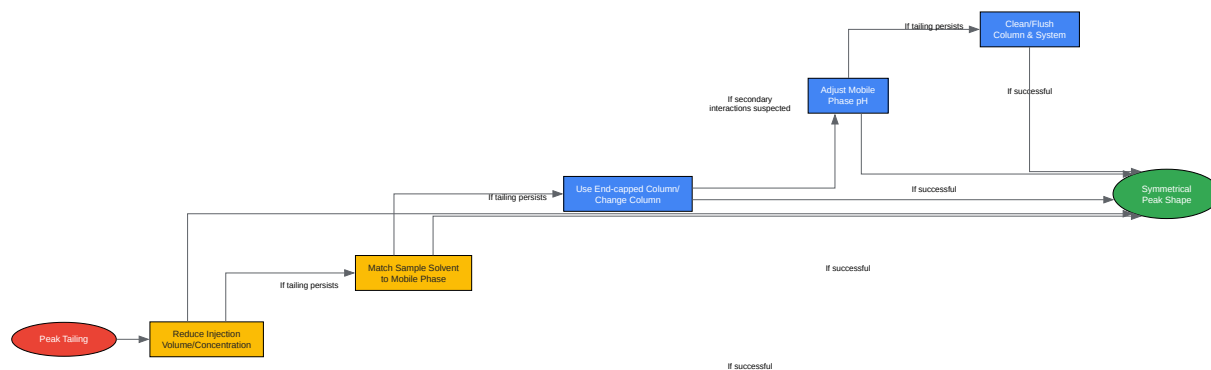 If tailing persists
Clean/Flush
Column & System
Adjust Mobile
Phase pH
If secondary
interactions suspected
If successful
Use End-capped Column/
Change Column
If tailing persists
If successful
Symmetrical
Peak Shape
Match Sample Solvent
to Mobile Phase
If tailing persists
If successful
Peak Tailing
Reduce Injection
Volume/Concentration
If successful